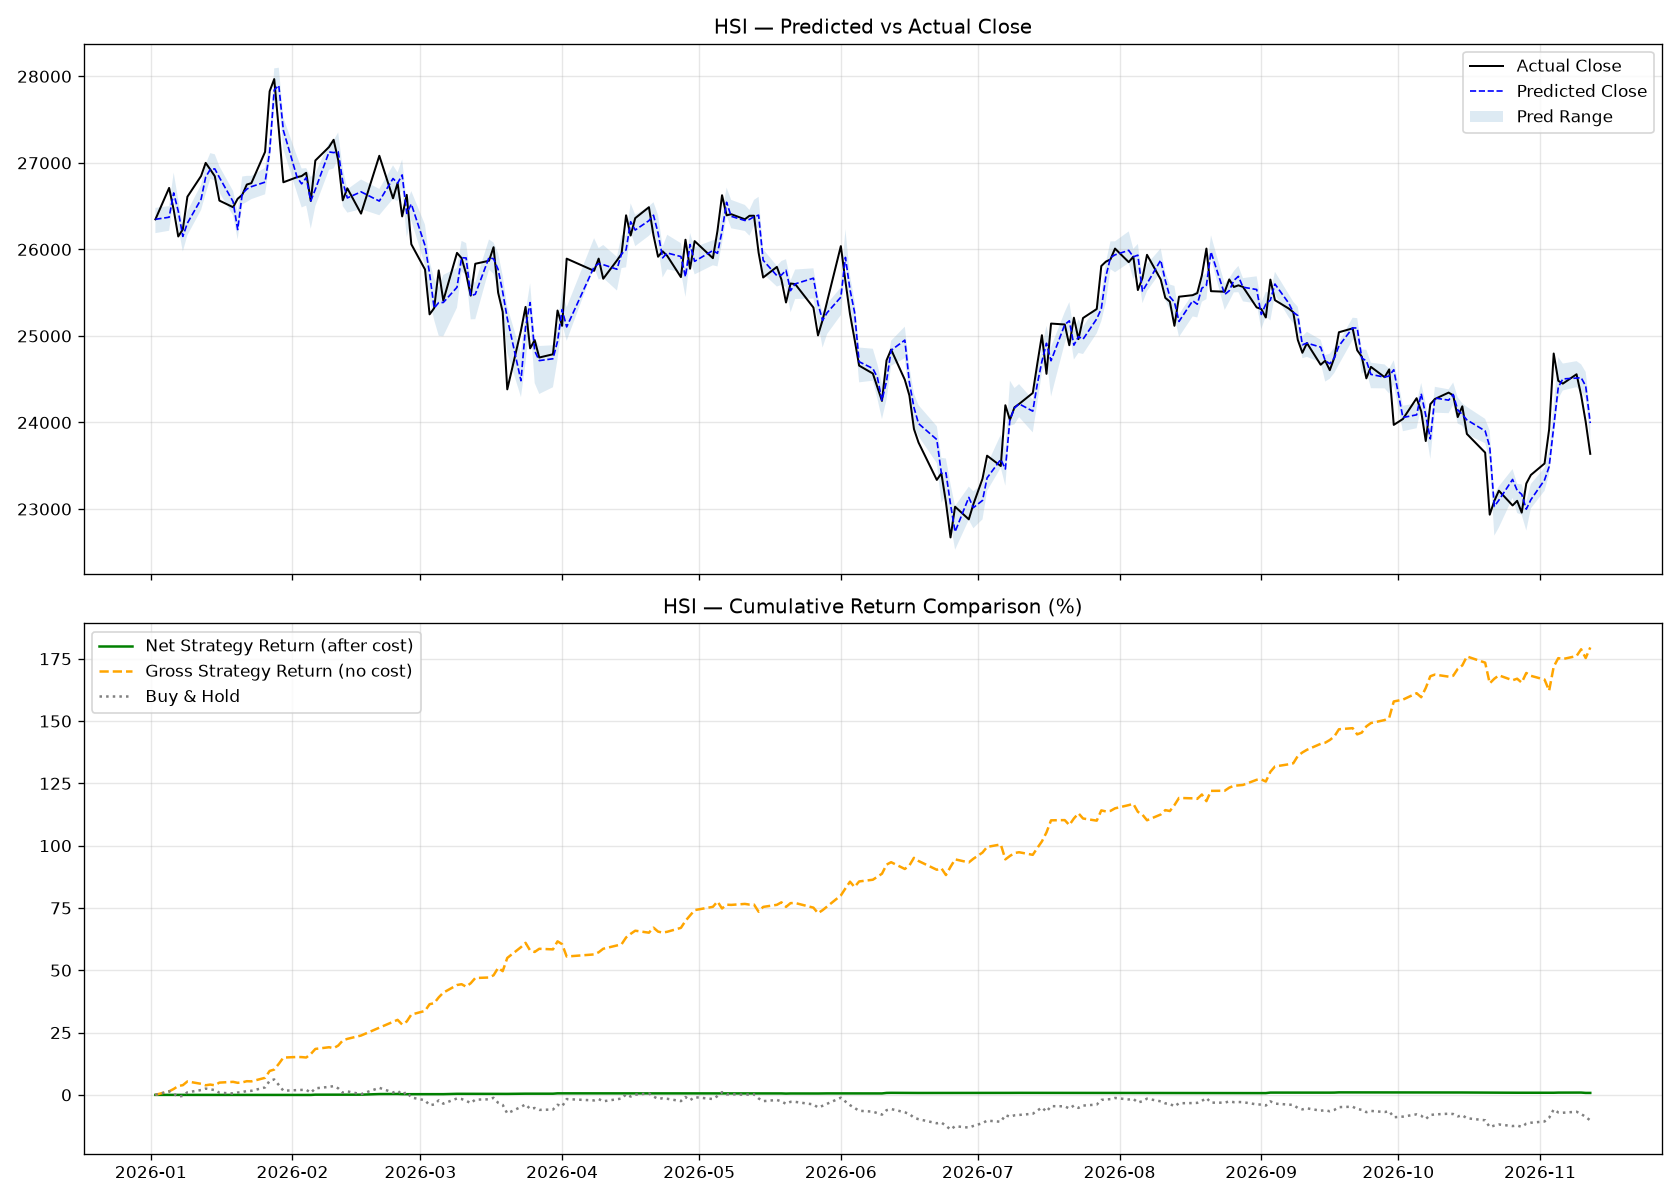 HSI — Predicted vs Actual Close
28000
27000
26000
25000
24000
23000
Actual Close
Predicted Close
Pred Range
HSI — Cumulative Return Comparison (%)
175
150
125
100
75
50
25
0
Net Strategy Return (after cost)
Gross Strategy Return (no cost)
Buy & Hold
2026-01 2026-02 2026-03 2026-04 2026-05 2026-06 2026-07 2026-08 2026-09 2026-10 2026-11